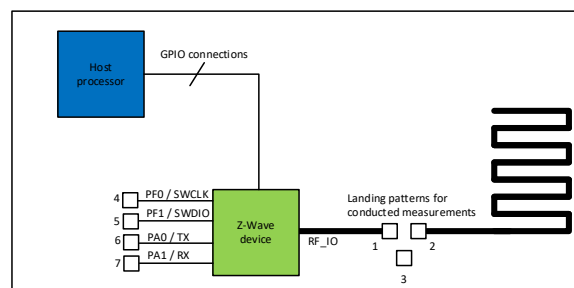 GPIO connections
Host
processor
4
PF0 / SWCLK
5
PF1 / SWDIO
6
PA0 / TX
7
PA1 / RX
Z-Wave
device
RF_IO
Landing patterns for
conducted measurements
1
2
3